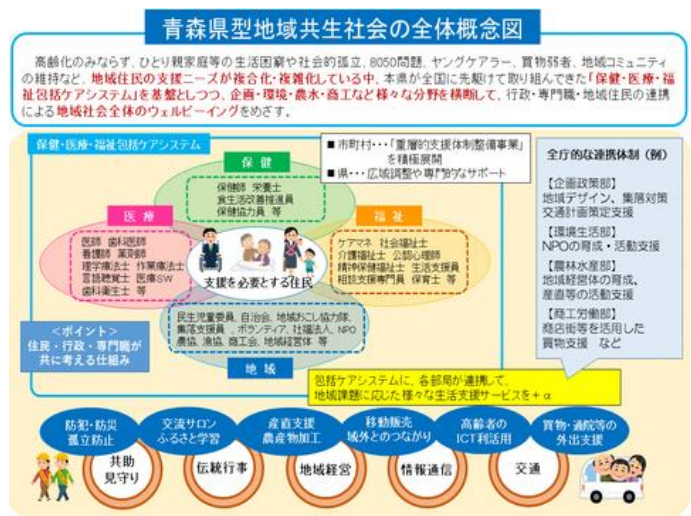 青森県型地域共生社会の全体概念図
高齢化のみならず、ひとり親家庭等の生活困窮や社会的孤立、8050問題、ヤングケアラー、買物弱者、地域コミュニティ
の維持など、地域住民の支援ニーズが複合化・複雑化している中、本県が全国に先駆けて取り組んできた「保健・医療・福
祉包括ケアシステム」を基盤としつつ、企画・環境・農水・商工など様々な分野を横断して、行政・専門職・地域住民の連携
による地域社会全体のウェルビーイングをめざす。
保健・医療・福祉包括ケアシステム
■ 市町村・・・「重層的支援体制整備事業」
を積極展開
■ 県・・・広域調整や専門的なサポート
保健
保健師 栄養士
食生活改善推進員
保健協力員 等
医療
医師 歯科医師
看護師 薬剤師
理学療法士 作業療法士
言語聴覚士 医療SW
歯科衛生士 等
支援を必要とする住民
福祉
ケアマネ 社会福祉士
介護福祉士 公認心理師
精神保健福祉士 生活支援員
相談支援専門員 保育士 等
民生児童委員、自治会、地域おこし協力隊、
集落支援員、ボランティア、社福法人、NPO
農協、漁協、商工会、地域経営体 等
地域
<ポイント>
住民・行政・専門職が
共に考える仕組み
全庁的な連携体制(例)
【企画政策部】
地域デザイン、集落対策
交通計画策定支援
【環境生活部】
NPOの育成・活動支援
【農林水産部】
地域経営体の育成、
産直等の活動支援
【商工労働部】
商店街等を活用した
買物支援 など
包括ケアシステムに、各部局が連携して、
地域課題に応じた様々な生活支援サービスを+α
防犯・防災
孤立防止
交流サロン
ふるさと学習
産直支援
農産物加工
移動販売
域外とのつながり
高齢者の
ICT利活用
買物・通院等の
外出支援
共助
見守り
伝統行事
地域経営
情報通信
交通